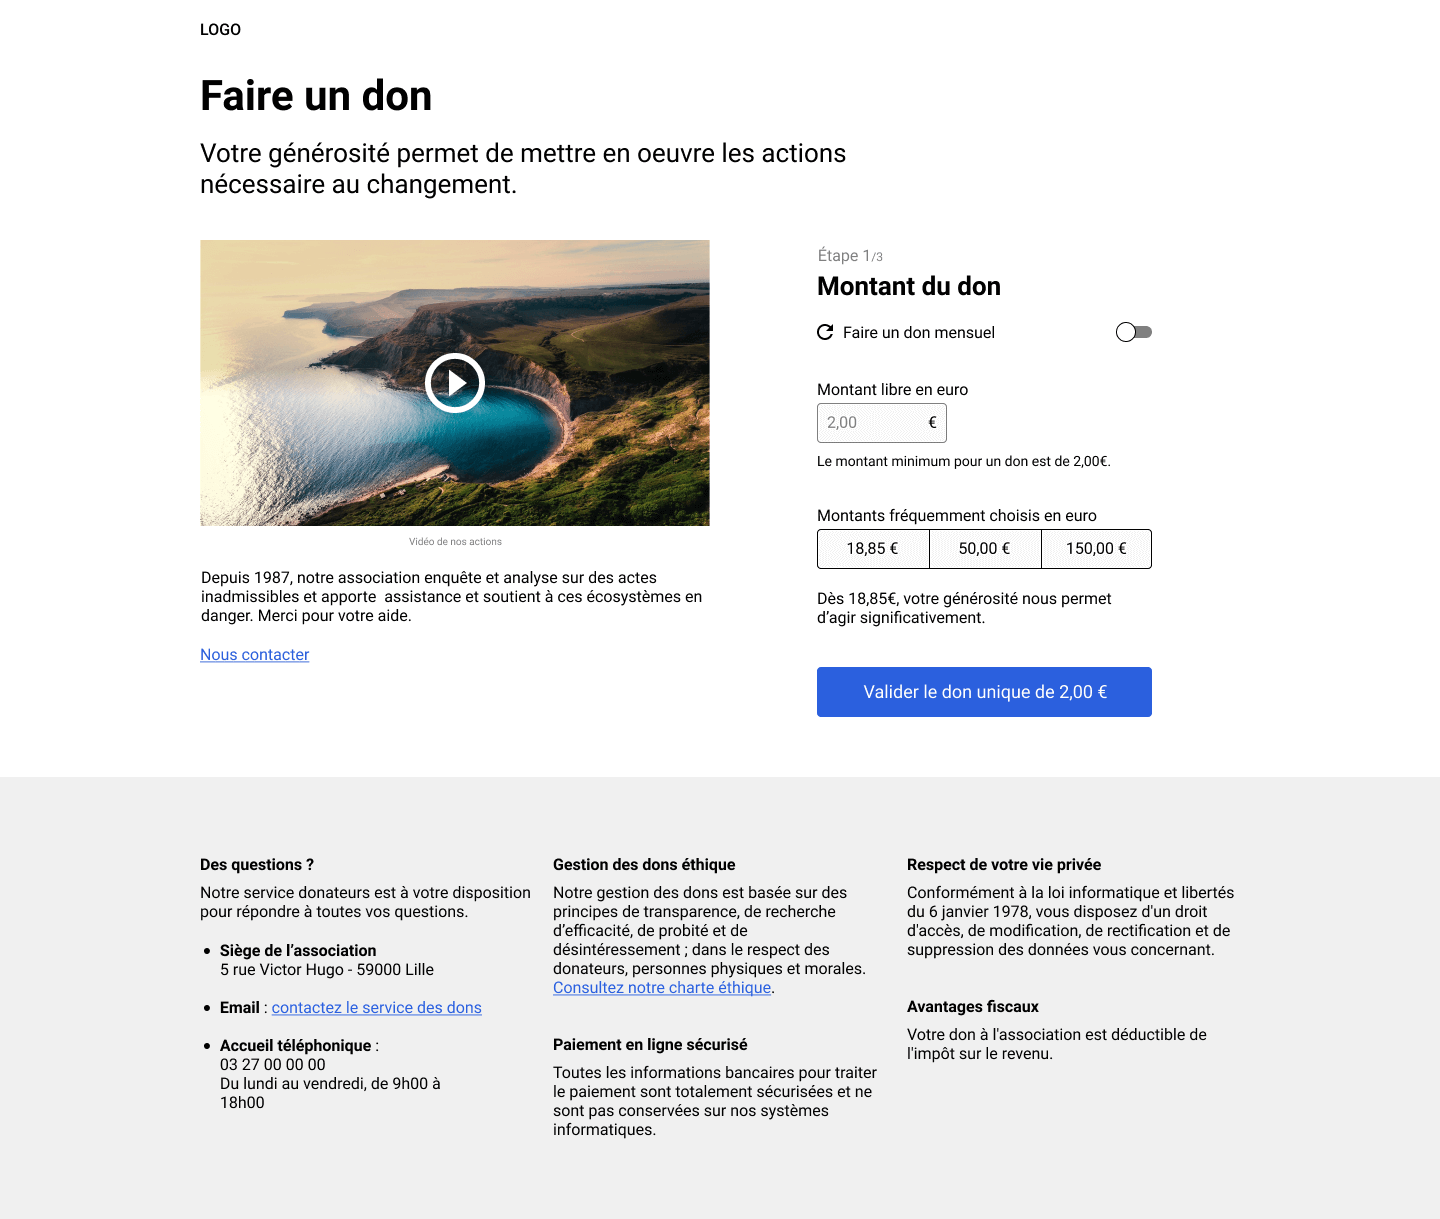 LOGO
Faire un don
Votre générosité permet de mettre en oeuvre les actions
nécessaire au changement.
Vidéo de nos actions
Depuis 1987, notre association enquête et analyse sur des actes
inadmissibles et apporte  assistance et soutient à ces écosystèmes en
danger. Merci pour votre aide.
Nous contacter
Étape 1/3
Montant du don
Faire un don mensuel
Montant libre en euro
2,00 €
Le montant minimum pour un don est de 2,00€.
Montants fréquemment choisis en euro
18,85 € 50,00 € 150,00 €
Dès 18,85€, votre générosité nous permet
d’agir significativement.
Valider le don unique de 2,00 €
Des questions ?
Notre service donateurs est à votre disposition
pour répondre à toutes vos questions.
• Siège de l’association
5 rue Victor Hugo - 59000 Lille
• Email : contactez le service des dons
• Accueil téléphonique :
03 27 00 00 00
Du lundi au vendredi, de 9h00 à
18h00
Gestion des dons éthique
Notre gestion des dons est basée sur des
principes de transparence, de recherche
d’efficacité, de probité et de
désintéressement ; dans le respect des
donateurs, personnes physiques et morales.
Consultez notre charte éthique.
Paiement en ligne sécurisé
Toutes les informations bancaires pour traiter
le paiement sont totalement sécurisées et ne
sont pas conservées sur nos systèmes
informatiques.
Respect de votre vie privée
Conformément à la loi informatique et libertés
du 6 janvier 1978, vous disposez d'un droit
d'accès, de modification, de rectification et de
suppression des données vous concernant.
Avantages fiscaux
Votre don à l'association est déductible de
l'impôt sur le revenu.